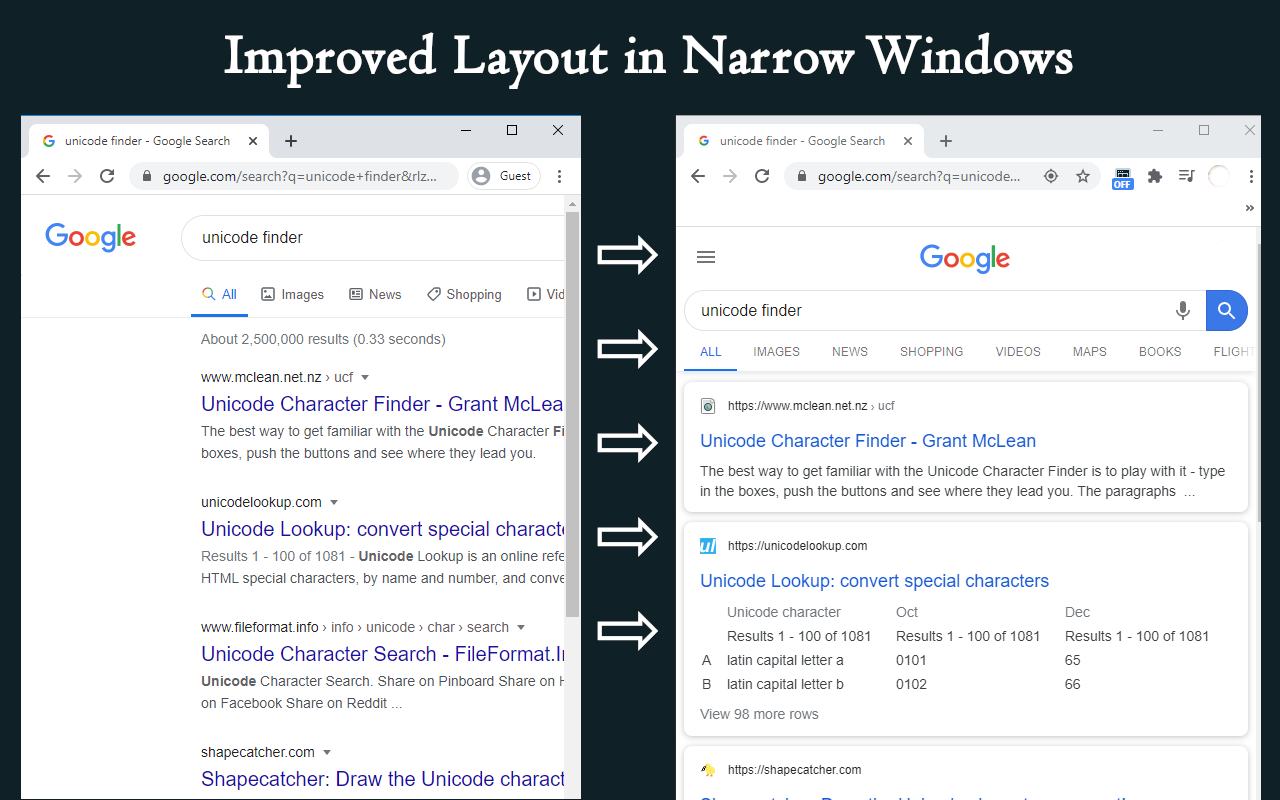 Improved Layout in Narrow Windows
unicode finder - Google Search
google.com/search?q=unicode+finder&rlz...
Guest
Google
unicode finder
All Images News Shopping Vid
About 2,500,000 results (0.33 seconds)
www.mclean.net.nz › ucf
Unicode Character Finder - Grant McLea
The best way to get familiar with the Unicode Character Fi
boxes, push the buttons and see where they lead you.
unicodelookup.com
Unicode Lookup: convert special characte
Results 1 - 100 of 1081 - Unicode Lookup is an online refe
HTML special characters, by name and number, and conve
www.fileformat.info › info › unicode › char › search
Unicode Character Search - FileFormat.In
Unicode Character Search. Share on Pinboard Share on H
on Facebook Share on Reddit ...
shapecatcher.com
Shapecatcher: Draw the Unicode charact
unicode finder - Google Search
google.com/search?q=unicode...
OFF
»
Google
unicode finder
ALL IMAGES NEWS SHOPPING VIDEOS MAPS BOOKS FLIGHT
https://www.mclean.net.nz › ucf
Unicode Character Finder - Grant McLean
The best way to get familiar with the Unicode Character Finder is to play with it - type
in the boxes, push the buttons and see where they lead you. The paragraphs ...
ul https://unicodelookup.com
Unicode Lookup: convert special characters
Unicode character Oct Dec
Results 1 - 100 of 1081 Results 1 - 100 of 1081 Results 1 - 100 of 1081
A latin capital letter a 0101 65
B latin capital letter b 0102 66
View 98 more rows
https://shapecatcher.com